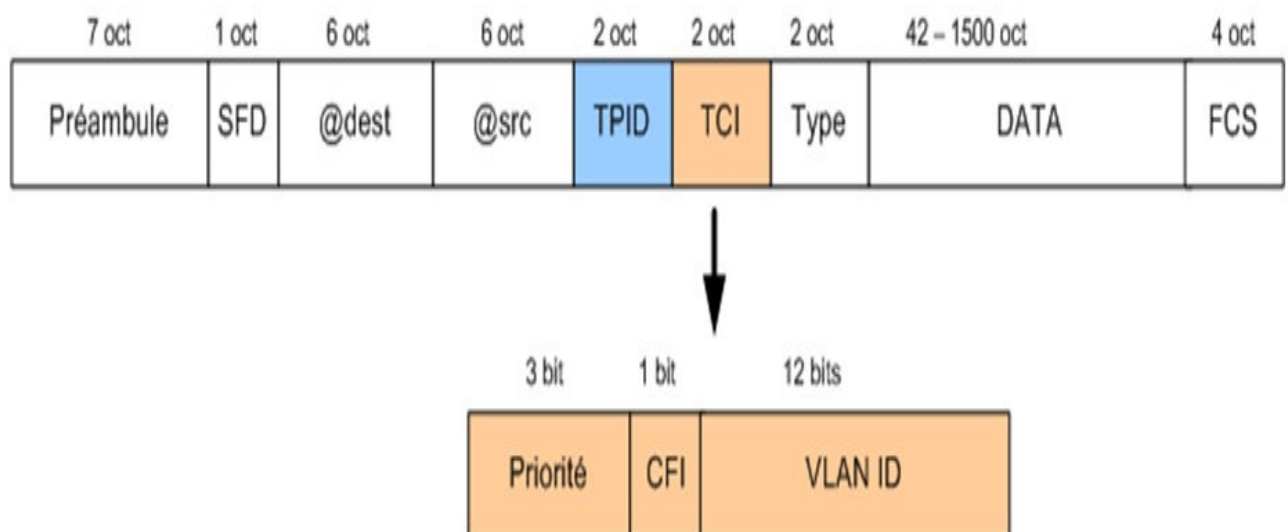 7 oct 1 oct 6 oct 6 oct 2 oct 2 oct 2 oct 42 – 1500 oct 4 oct
Préambule SFD @dest @src TPID TCI Type DATA FCS
3 bit 1 bit 12 bits
Priorité CFI VLAN ID